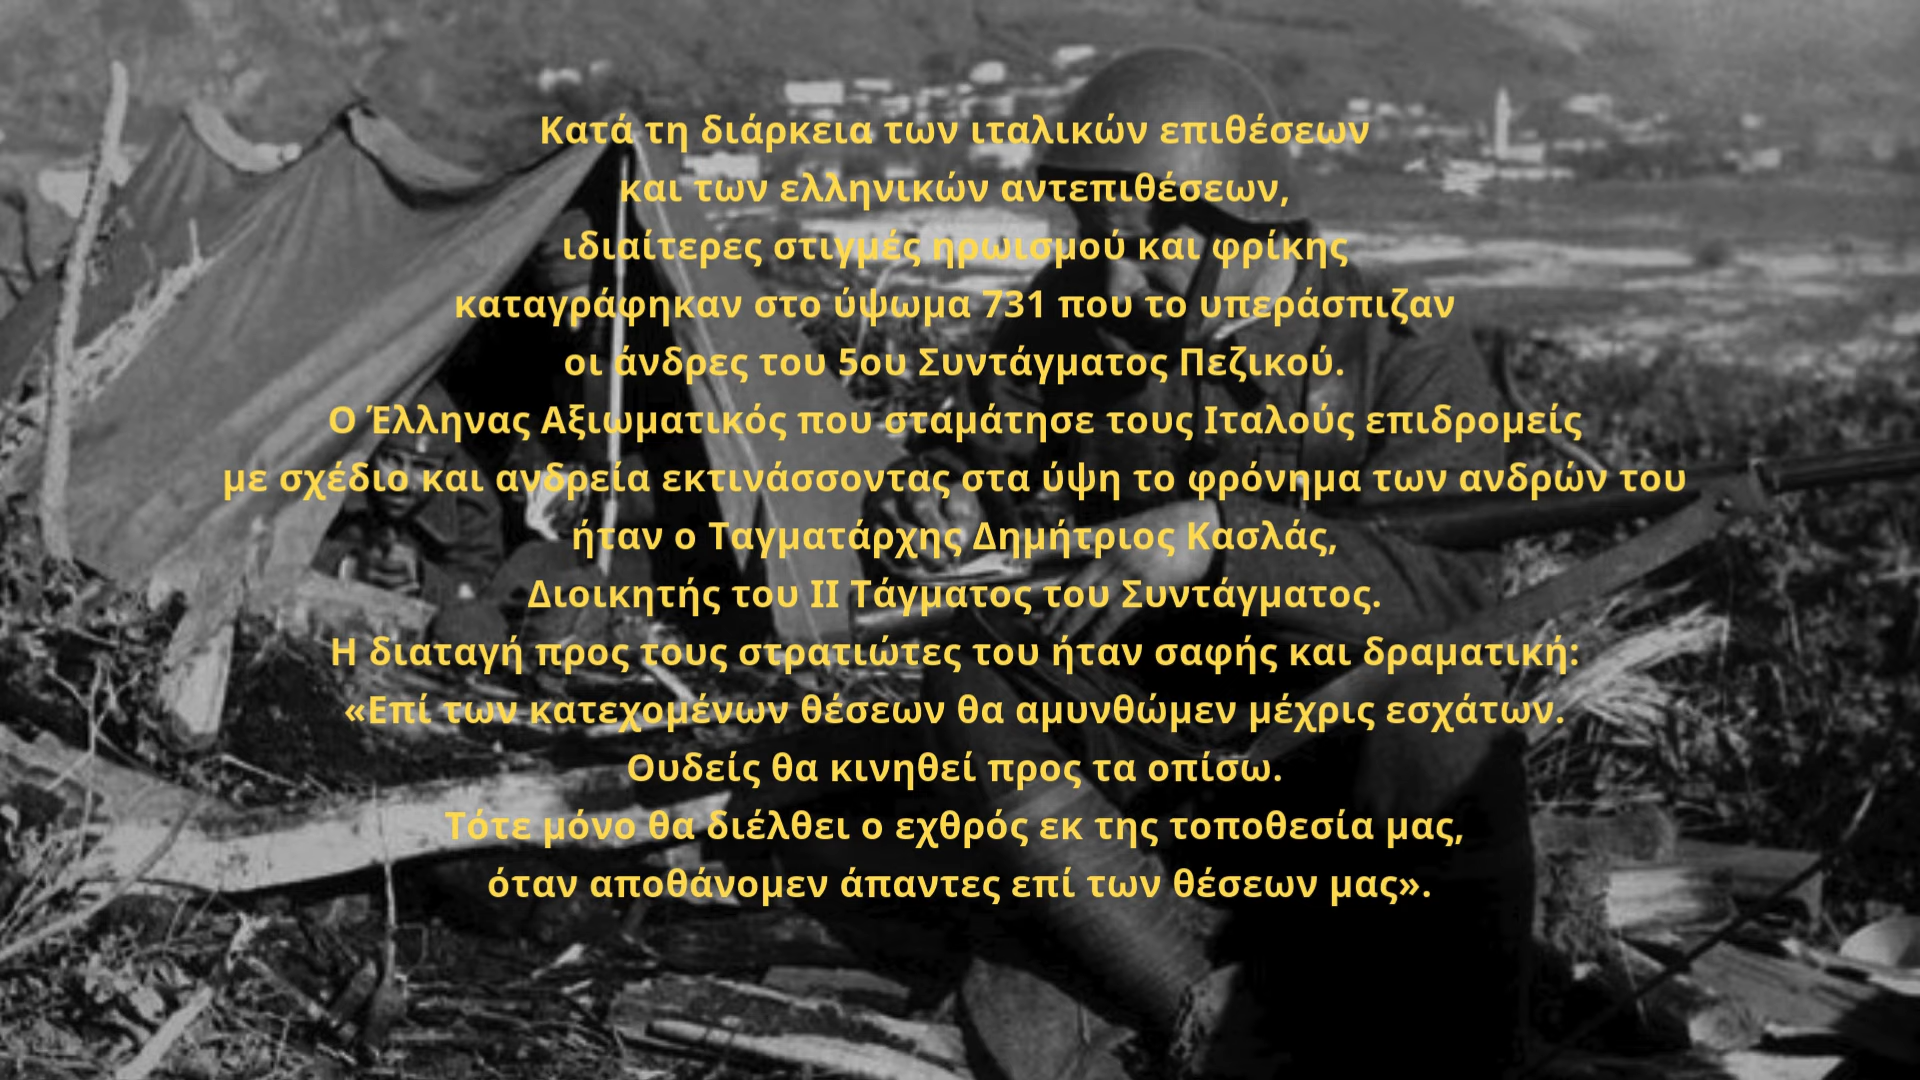 Κατά τη διάρκεια των ιταλικών επιθέσεων
και των ελληνικών αντεπιθέσεων,
ιδιαίτερες στιγμές ηρωισμού και φρίκης
καταγράφηκαν στο ύψωμα 731 που το υπεράσπιζαν
οι άνδρες του 5ου Συντάγματος Πεζικού.
Ο Έλληνας Αξιωματικός που σταμάτησε τους Ιταλούς επιδρομείς
με σχέδιο και ανδρεία εκτινάσσοντας στα ύψη το φρόνημα των ανδρών του
ήταν ο Ταγματάρχης Δημήτριος Κασλάς,
Διοικητής του ΙΙ Τάγματος του Συντάγματος.
Η διαταγή προς τους στρατιώτες του ήταν σαφής και δραματική:
«Επί των κατεχομένων θέσεων θα αμυνθώμεν μέχρις εσχάτων.
Ουδείς θα κινηθεί προς τα οπίσω.
Τότε μόνο θα διέλθει ο εχθρός εκ της τοποθεσία μας,
όταν αποθάνομεν άπαντες επί των θέσεων μας».